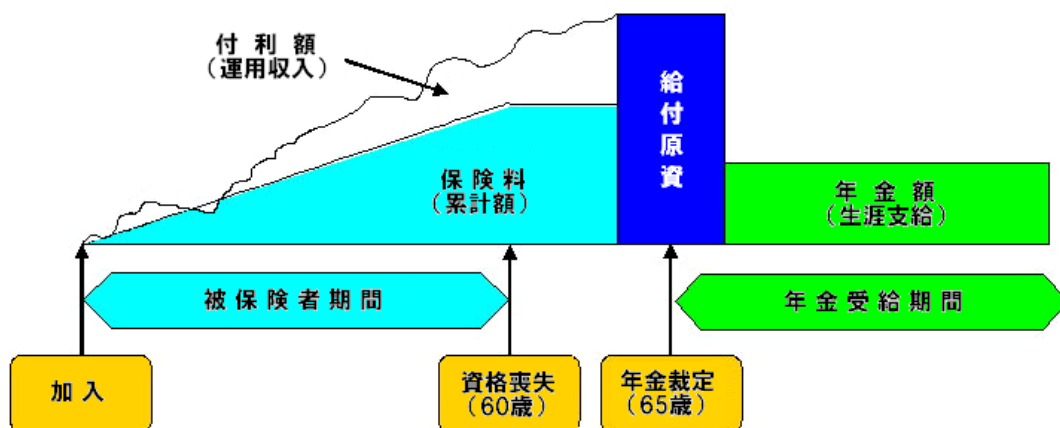 付利額
(運用収入)
給付原資
保険料
(累計額)
年金額
(生涯支給)
被保険者期間
年金受給期間
加入
資格喪失
(60歳)
年金裁定
(65歳)